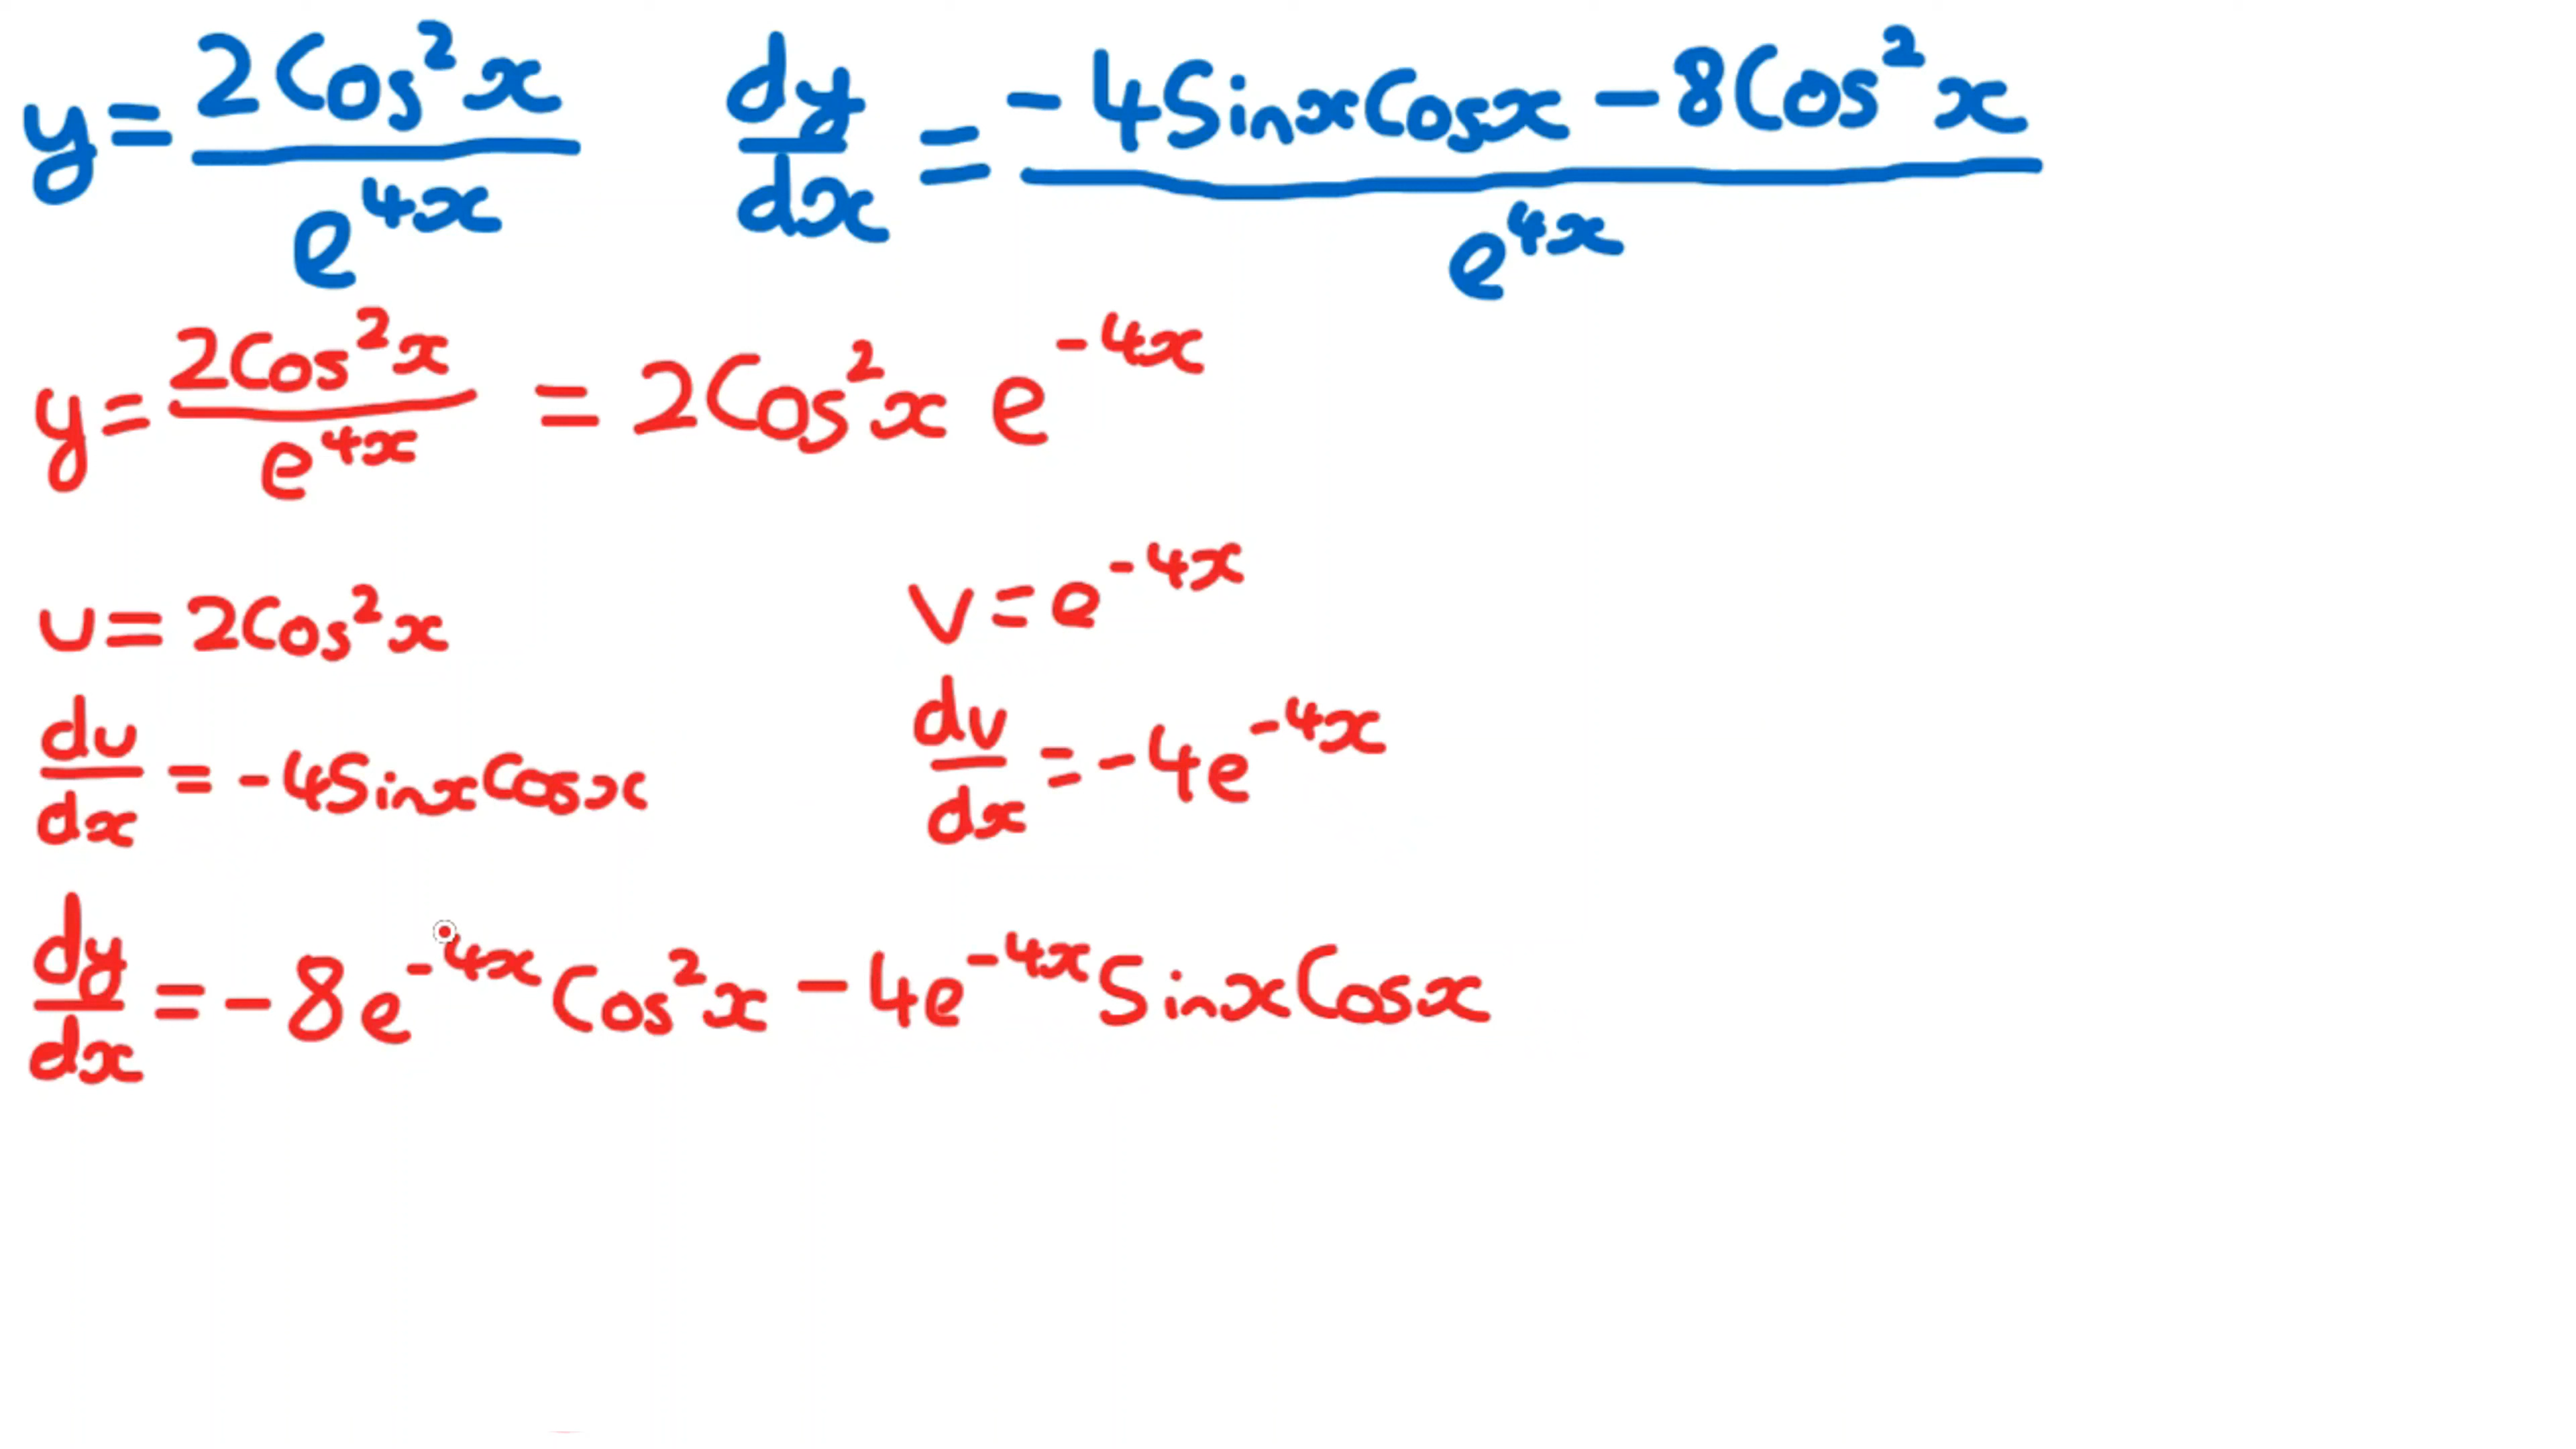 y = 2Cos²x / e^{4x}   dy/dx = (-4SinxCosx - 8Cos²x) / e^{4x}
y = 2Cos²x / e^{4x} = 2Cos²x e^{-4x}
u = 2Cos²x   v = e^{-4x}
du/dx = -4SinxCosx   dv/dx = -4e^{-4x}
dy/dx = -8e^{-4x}Cos²x - 4e^{-4x}SinxCosx